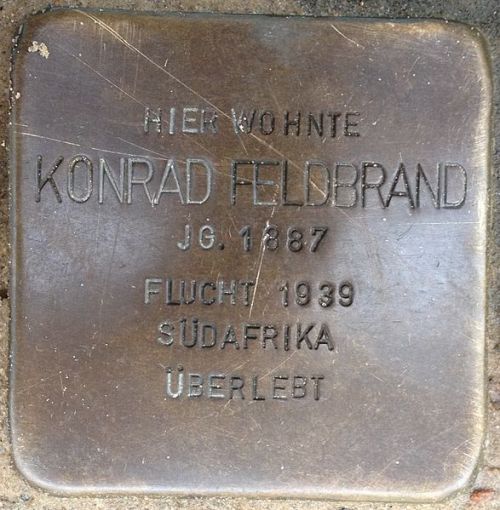 HIER WOHNTE
KONRAD FELDBRAND
JG. 1887
FLUCHT 1939
SÜDAFRIKA
ÜBERLEBT